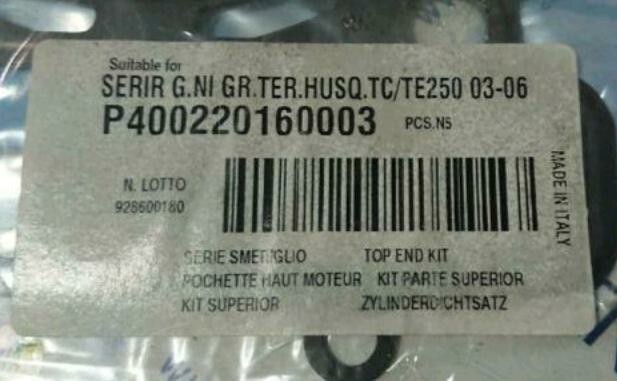 Suitable for
SERIR G.NI GR.TER.HUSQ.TC/TE250 03-06
P400220160003 PCS.N5
N. LOTTO
928600180
MADE IN ITALY
SERIE SMERIGLIO TOP END KIT
POCHETTE HAUT MOTEUR KIT PARTE SUPERIOR
KIT SUPERIOR ZYLINDERDICHTSATZ